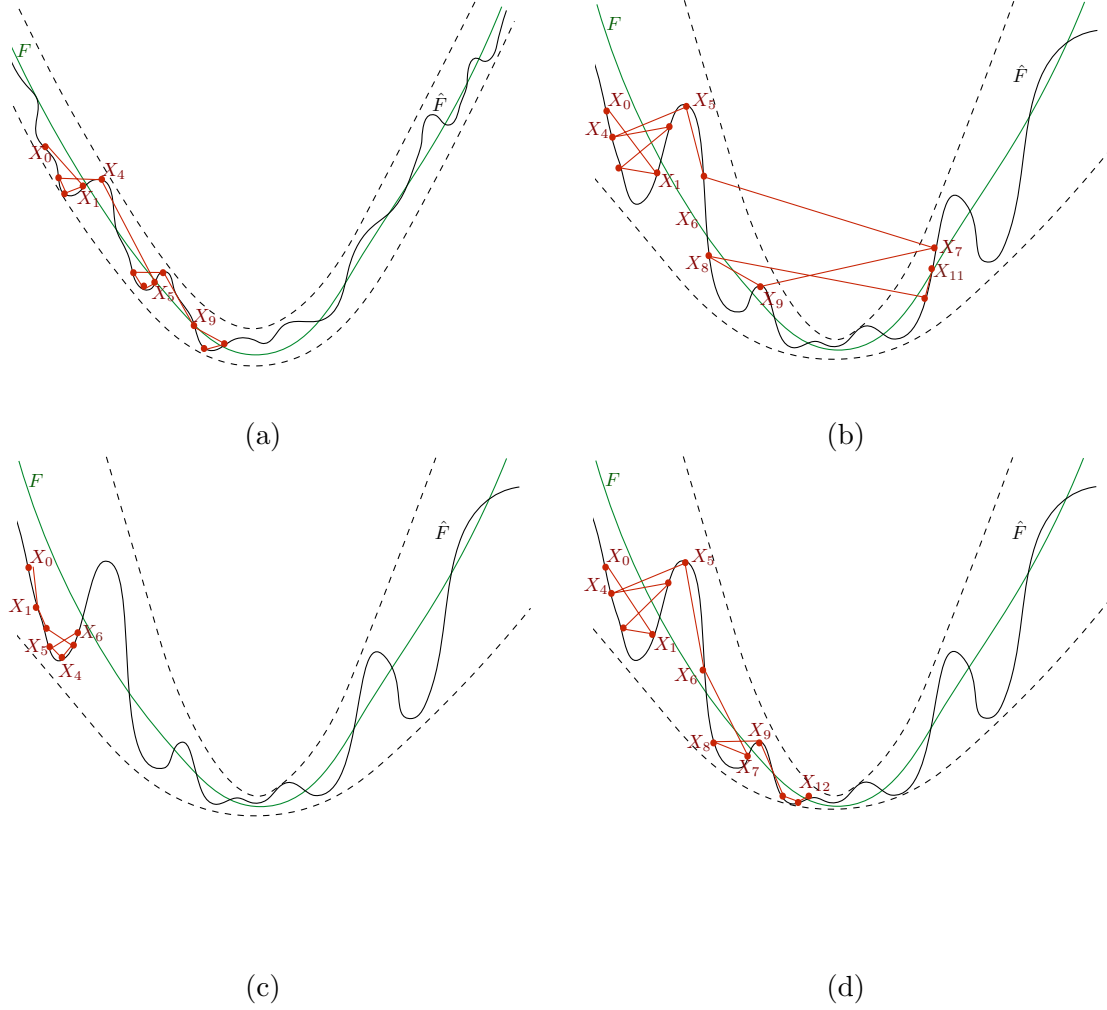 F
F̂
X₀
X₄
X₁
X₅
X₉
(a)
F
F̂
X₀
X₅
X₄
X₁
X₆
X₇
X₈
X₁₁
X₉
(b)
F
F̂
X₀
X₁
X₆
X₅
X₄
(c)
F
F̂
X₀
X₅
X₄
X₁
X₆
X₉
X₈
X₇
X₁₂
(d)